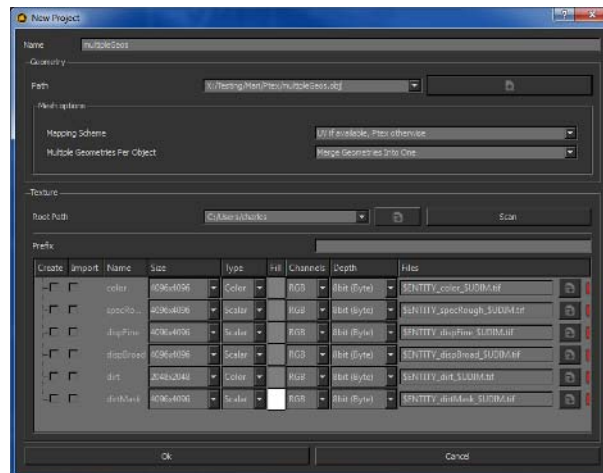 New Project
Name multipleGeos
Geometry
Path X:/Testing/Mari/Ptex/multipleGeos.obj
Mesh options
Mapping Scheme UV if available, Ptex otherwise
Multiple Geometries Per Object Merge Geometries Into One
Texture
Root Path C:/Users/charles Scan
Prefix
Create Import Name Size Type Fill Channels Depth Files
color 4096x4096 Color RGB 8bit (Byte) $ENTITY_color_$UDIM.tif
specRo... 4096x4096 Scalar RGB 8bit (Byte) $ENTITY_specRough_$UDIM.tif
dispFine 4096x4096 Scalar RGB 8bit (Byte) $ENTITY_dispFine_$UDIM.tif
dispBroad 4096x4096 Scalar RGB 8bit (Byte) $ENTITY_dispBroad_$UDIM.tif
dirt 2048x2048 Color RGB 8bit (Byte) $ENTITY_dirt_$UDIM.tif
dirtMask 4096x4096 Scalar RGB 8bit (Byte) $ENTITY_dirtMask_$UDIM.tif
Ok Cancel